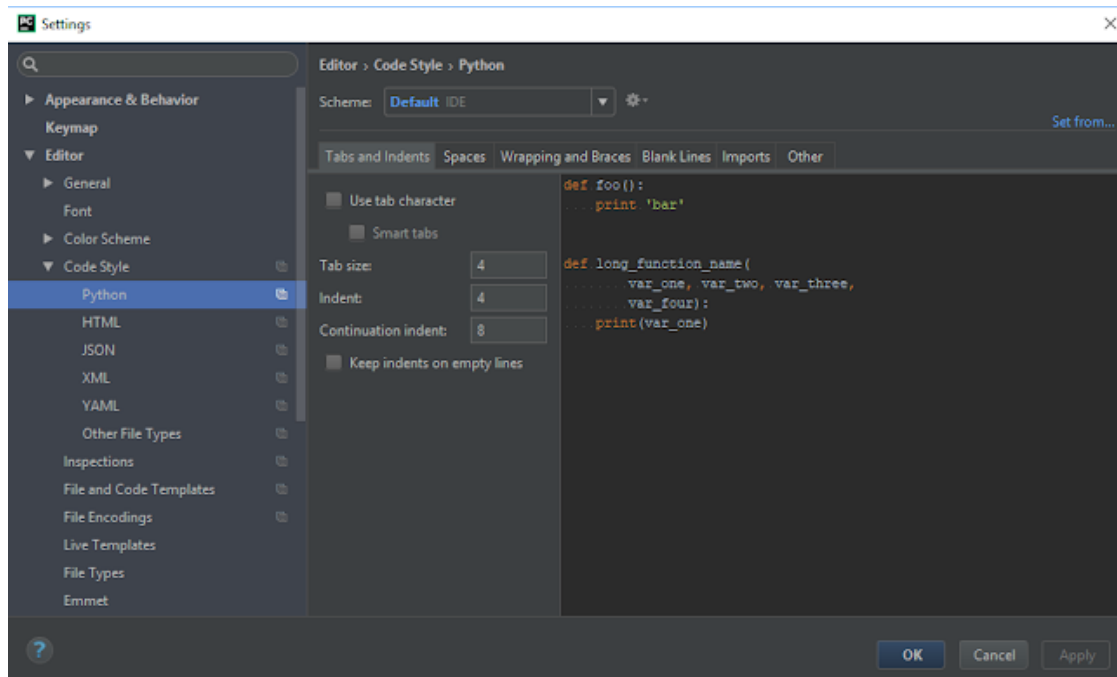 PC Settings
Editor › Code Style › Python
Scheme: Default IDE
Set from...
Appearance & Behavior
Keymap
Editor
General
Font
Color Scheme
Code Style
Python
HTML
JSON
XML
YAML
Other File Types
Inspections
File and Code Templates
File Encodings
Live Templates
File Types
Emmet
Tabs and Indents Spaces Wrapping and Braces Blank Lines Imports Other
Use tab character
Smart tabs
Tab size: 4
Indent: 4
Continuation indent: 8
Keep indents on empty lines
def foo():
    print 'bar'
def long_function_name(
        var_one, var_two, var_three,
        var_four):
    print(var_one)
?
OK Cancel Apply